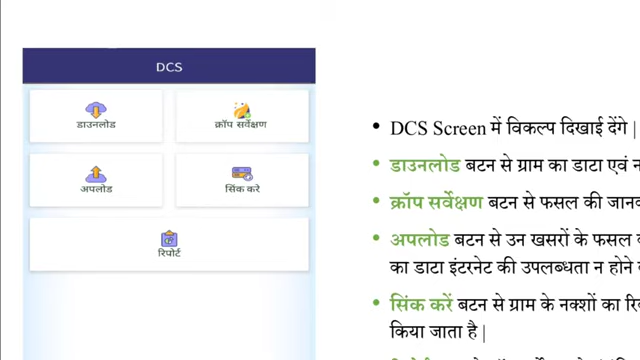 DCS
डाउनलोड
क्रॉप सर्वेक्षण
अपलोड
सिंक करे
रिपोर्ट
• DCS Screen में विकल्प दिखाई देंगे |
• डाउनलोड बटन से ग्राम का डाटा एवं
• क्रॉप सर्वेक्षण बटन से फसल की
• अपलोड बटन से उन खसरों के फसल
का डाटा इंटरनेट की उपलब्धता न होने
• सिंक करें बटन से ग्राम के नक्शों का
किया जाता है |